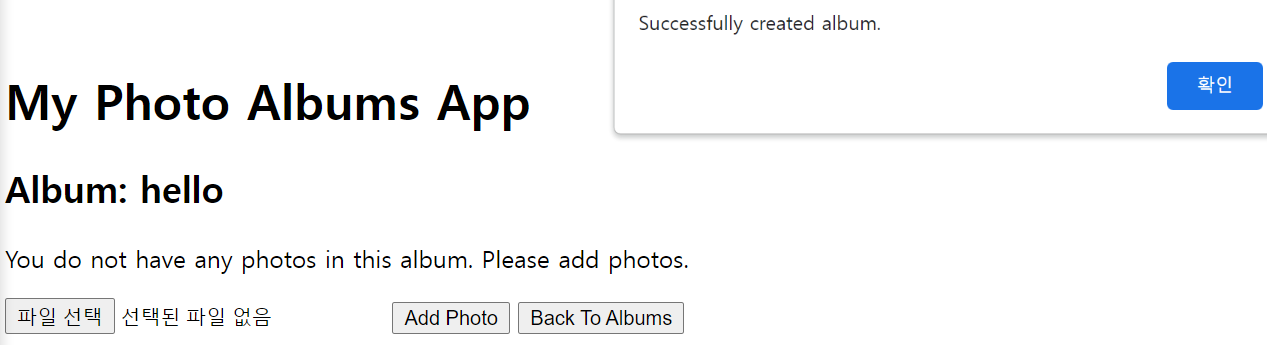 Successfully created album.
확인
My Photo Albums App
Album: hello
You do not have any photos in this album. Please add photos.
파일 선택 선택된 파일 없음 Add Photo Back To Albums